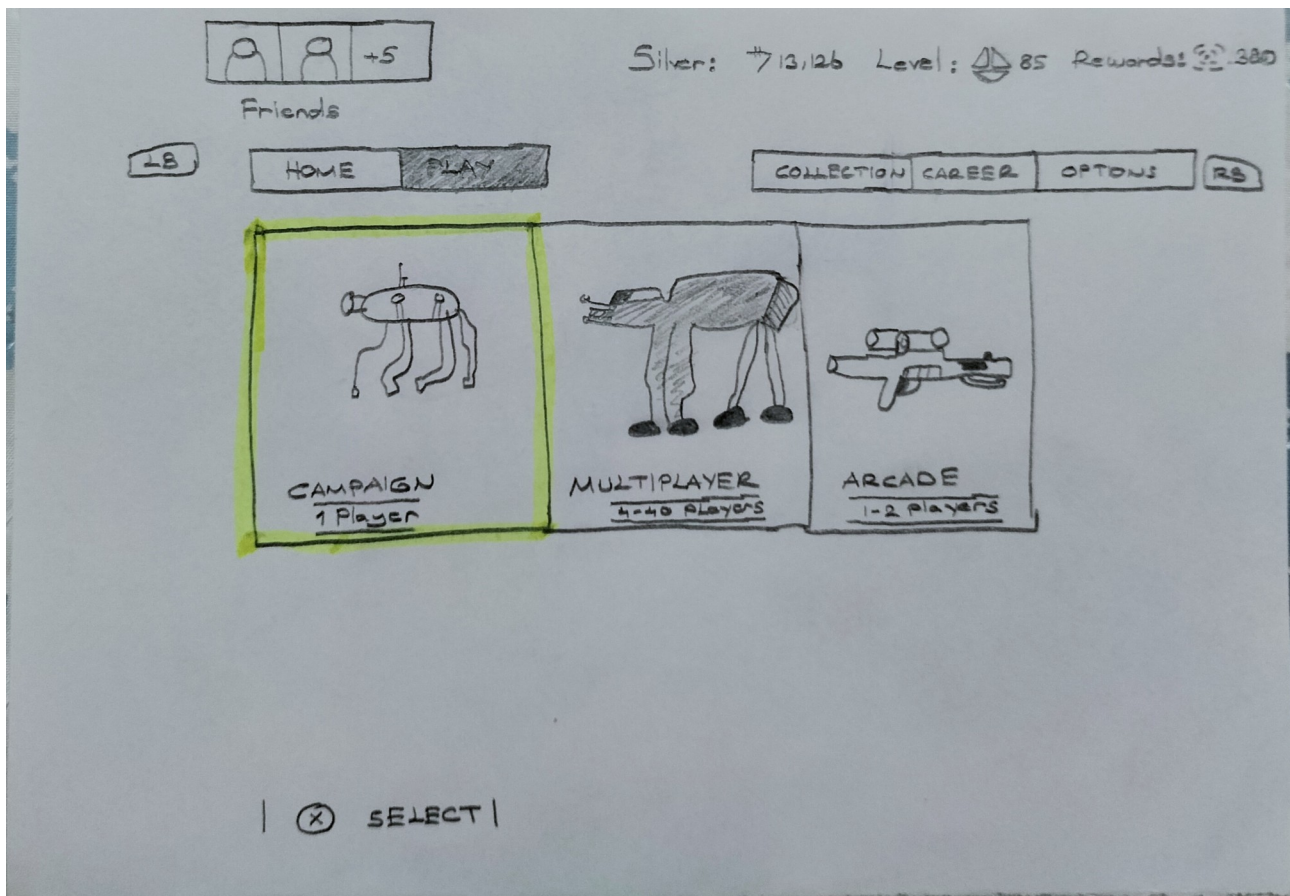 +5
Silver: 13,126 Level: 85 Rewards: 380
Friends
LB
HOME PLAY
COLLECTION CAREER OPTIONS RB
CAMPAIGN
1 Player
MULTIPLAYER
4-40 PLayers
ARCADE
1-2 Players
X SELECT